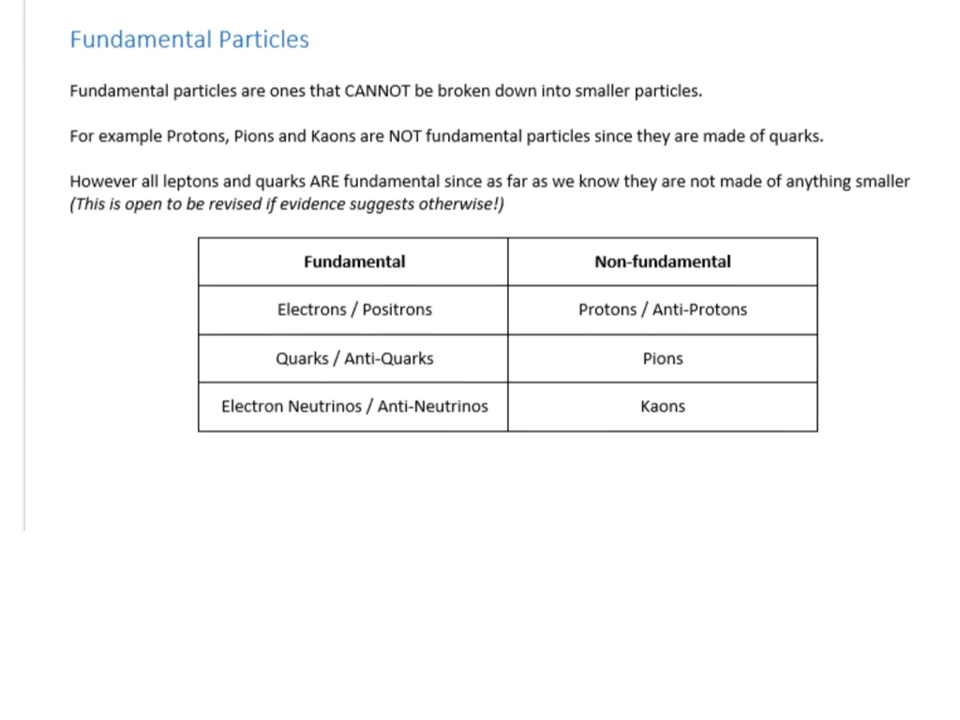 Fundamental Particles
Fundamental particles are ones that CANNOT be broken down into smaller particles.
For example Protons, Pions and Kaons are NOT fundamental particles since they are made of quarks.
However all leptons and quarks ARE fundamental since as far as we know they are not made of anything smaller
(This is open to be revised if evidence suggests otherwise!)
Fundamental Non-fundamental
Electrons / Positrons Protons / Anti-Protons
Quarks / Anti-Quarks Pions
Electron Neutrinos / Anti-Neutrinos Kaons